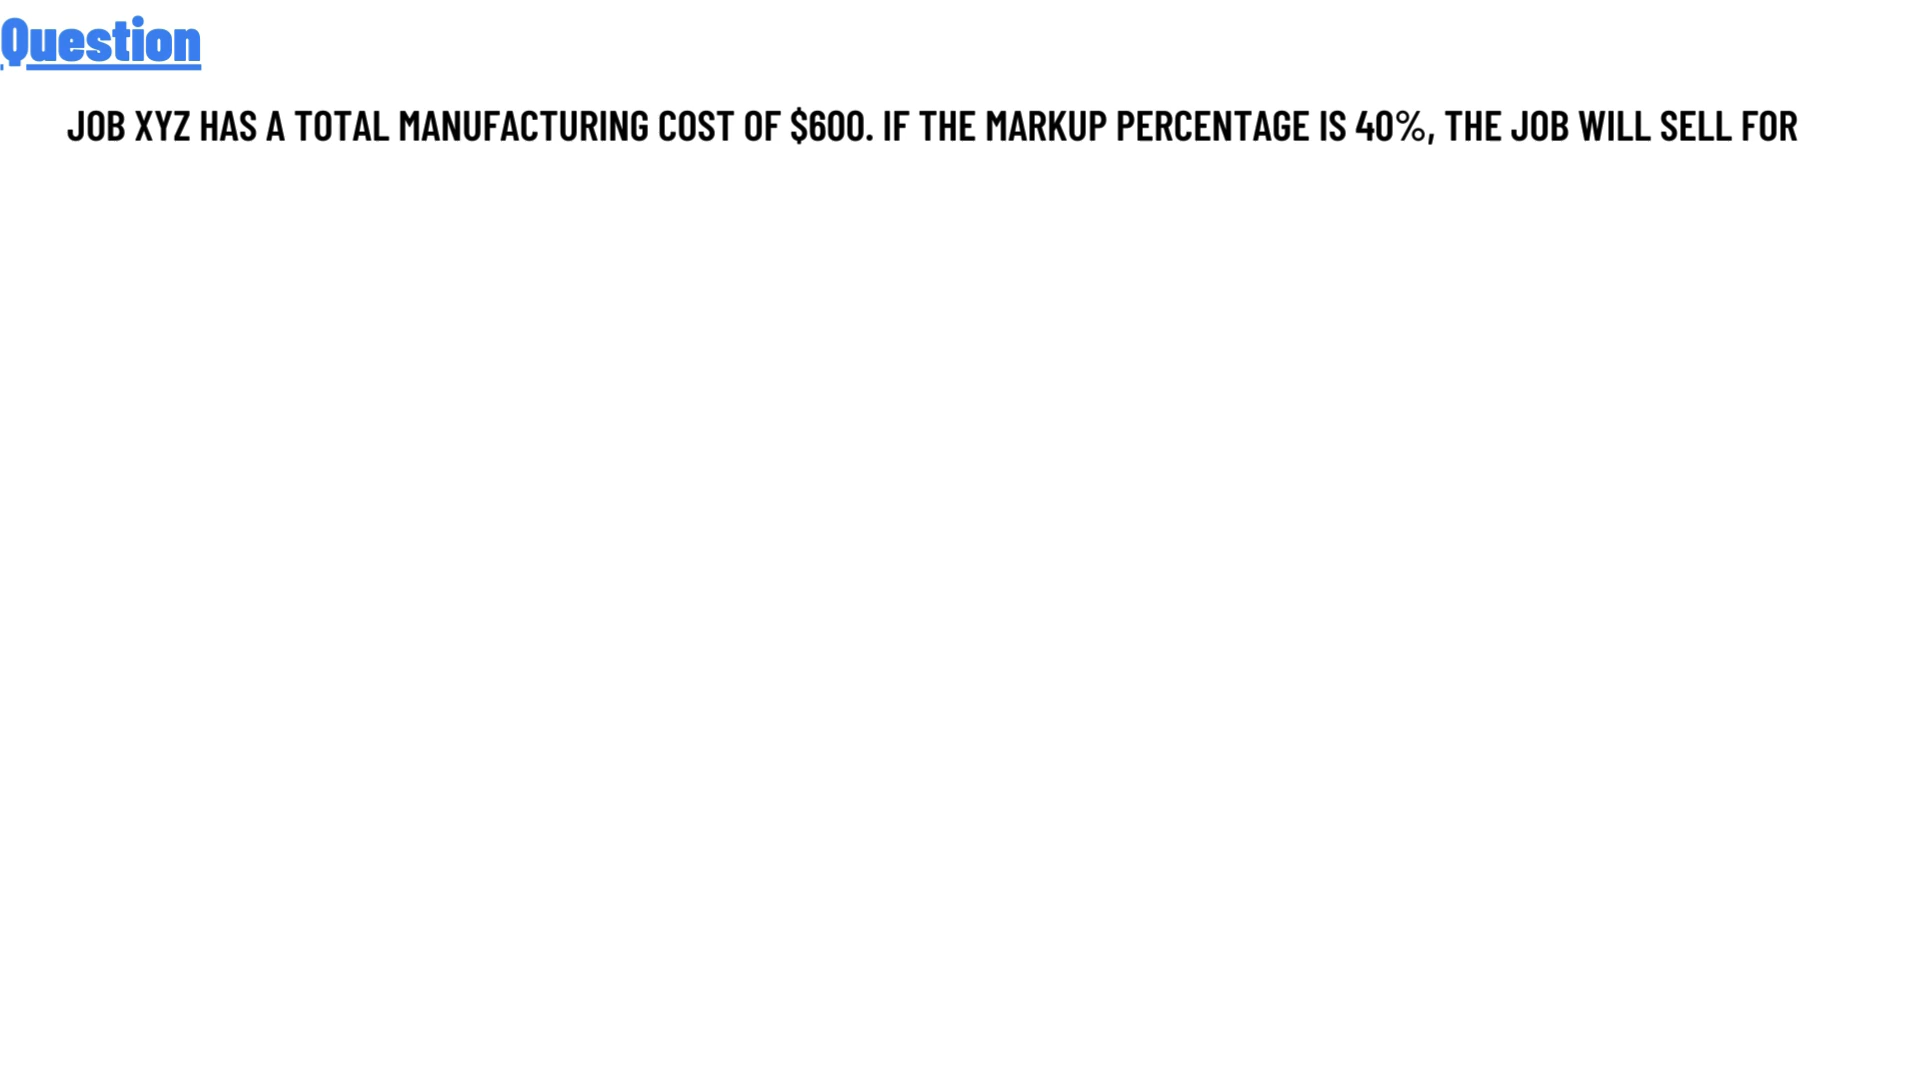 Question
JOB XYZ HAS A TOTAL MANUFACTURING COST OF $600. IF THE MARKUP PERCENTAGE IS 40%, THE JOB WILL SELL FOR